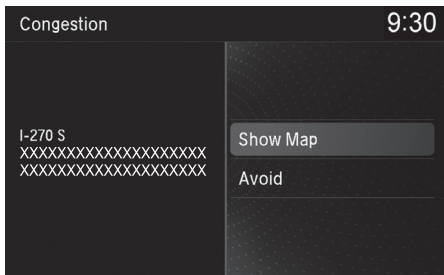 Congestion 9:30
I-270 S
XXXXXXXXXXXXXXXXXXXX
XXXXXXXXXXXXXXXXXXXX
Show Map
Avoid